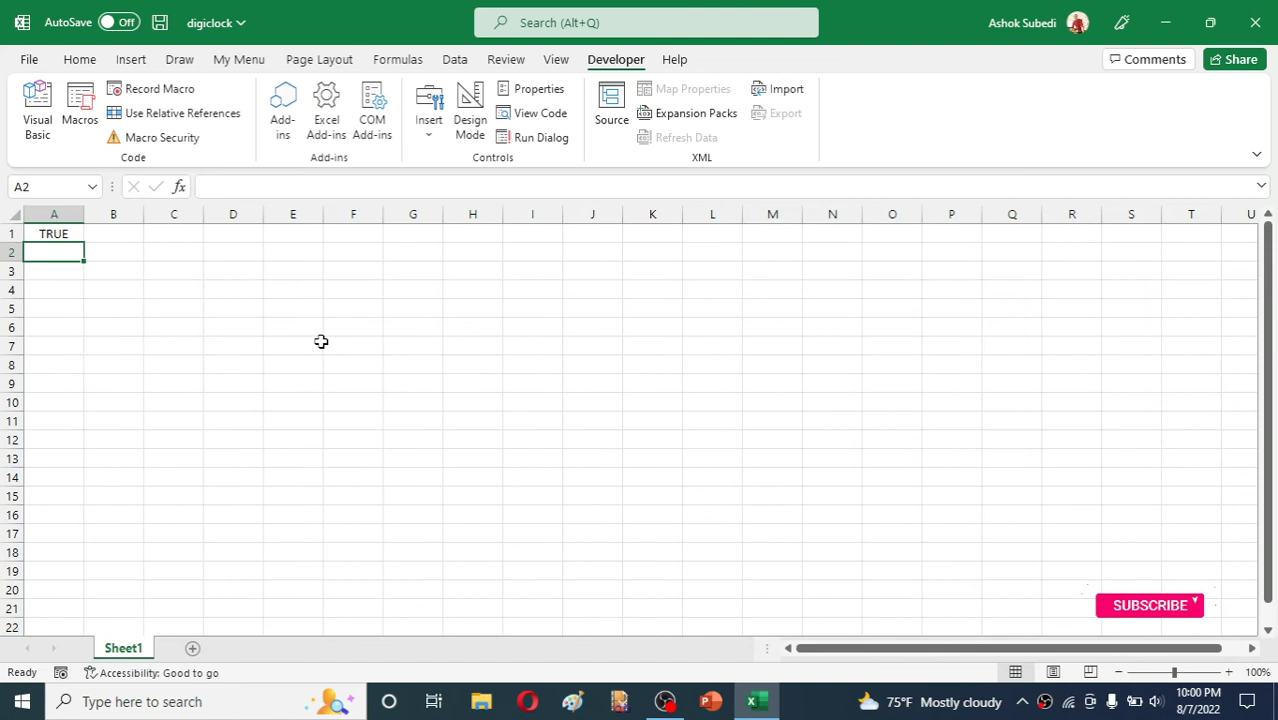 AutoSave Off digiclock Search (Alt+Q) Ashok Subedi
File Home Insert Draw My Menu Page Layout Formulas Data Review View Developer Help Comments Share
Visual Basic
Macros
Record Macro
Use Relative References
Macro Security
Code
Add-ins
Excel Add-ins
COM Add-ins
Add-ins
Insert
Design Mode
Properties
View Code
Run Dialog
Controls
Source
Map Properties
Expansion Packs
Refresh Data
Import
Export
XML
A2 fx
A B C D E F G H I J K L M N O P Q R S T U
1 TRUE
2
3
4
5
6
7
8
9
10
11
12
13
14
15
16
17
18
19
20
21
22
SUBSCRIBE
Sheet1
Ready Accessibility: Good to go 100%
Type here to search 75°F Mostly cloudy 10:00 PM
8/7/2022